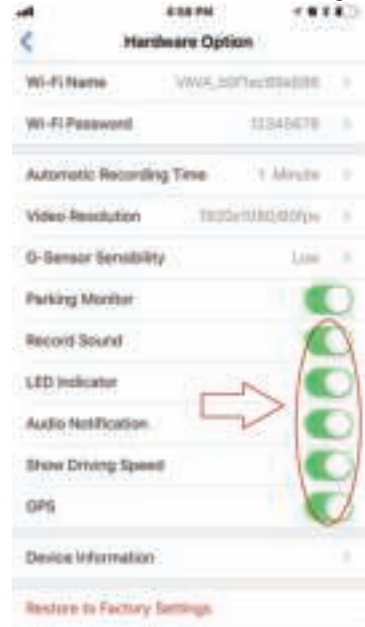 4:58 PM
Hardware Option
Wi-Fi Name
Wi-Fi Password 12345678
Automatic Recording Time 1 Minute
Video Resolution
G-Sensor Sensibility Low
Parking Monitor
Record Sound
LED Indicator
Audio Notification
Show Driving Speed
GPS
Device Information
Restore to Factory Settings